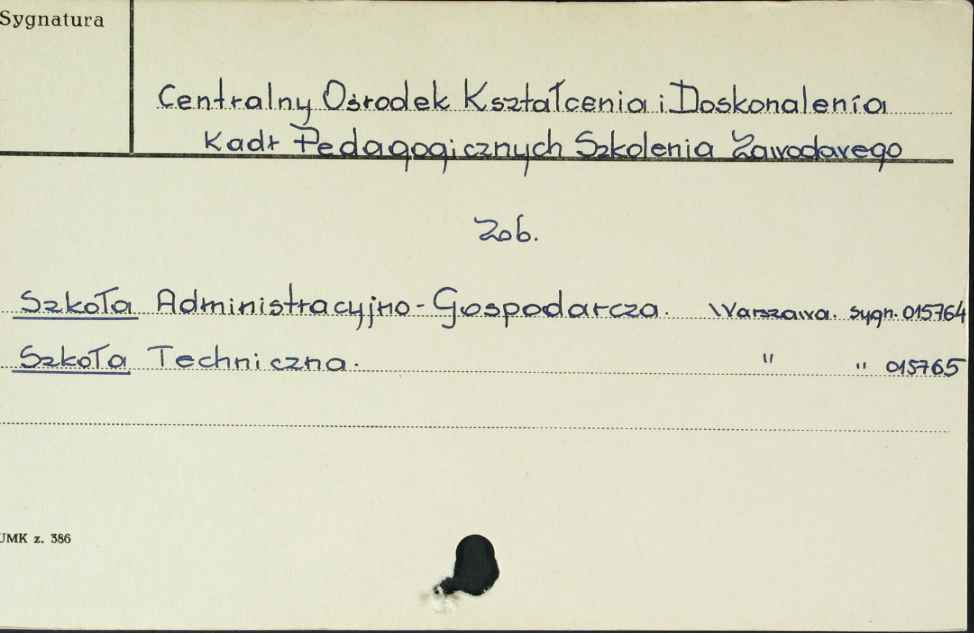 Sygnatura
Centralny Ośrodek Kształcenia i Doskonalenia
Kadr Pedagogicznych Szkolenia Zawodowego
Zob.
Szkoła Administracyjno-Gospodarcza. Warszawa. Sygn. 015764
Szkoła Techniczna. " " 015765
UMK z. 386